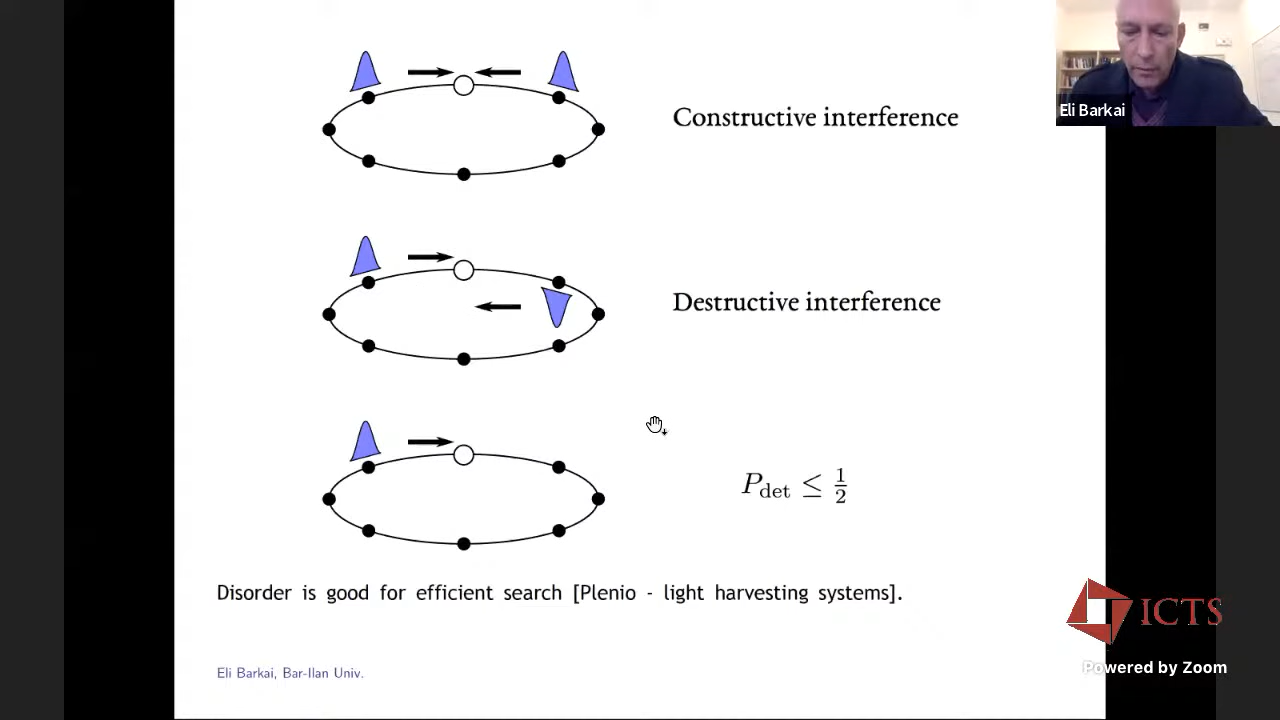 Eli Barkai
Constructive interference
Destructive interference
P_det ≤ 1/2
Disorder is good for efficient search [Plenio - light harvesting systems].
Eli Barkai, Bar-Ilan Univ.
ICTS
Powered by Zoom